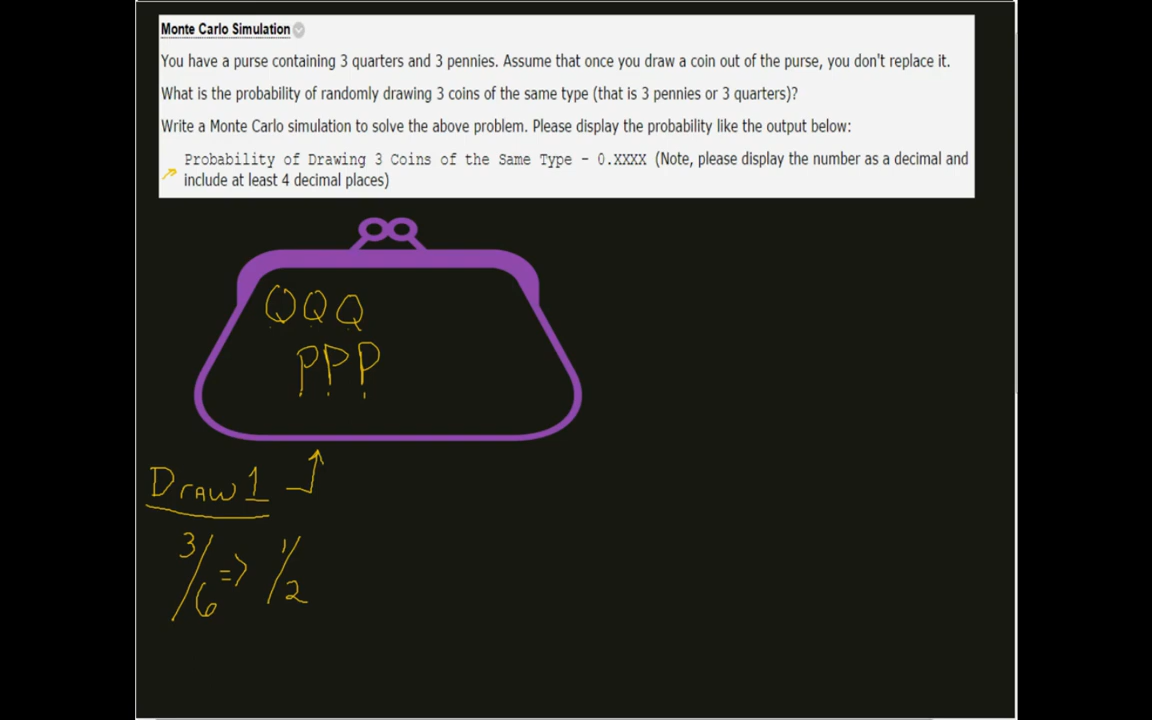 Monte Carlo Simulation
You have a purse containing 3 quarters and 3 pennies. Assume that once you draw a coin out of the purse, you don't replace it.
What is the probability of randomly drawing 3 coins of the same type (that is 3 pennies or 3 quarters)?
Write a Monte Carlo simulation to solve the above problem. Please display the probability like the output below:
Probability of Drawing 3 Coins of the Same Type - 0.XXXX (Note, please display the number as a decimal and
include at least 4 decimal places)
Q Q Q
P P P
Draw 1
3/6 => 1/2